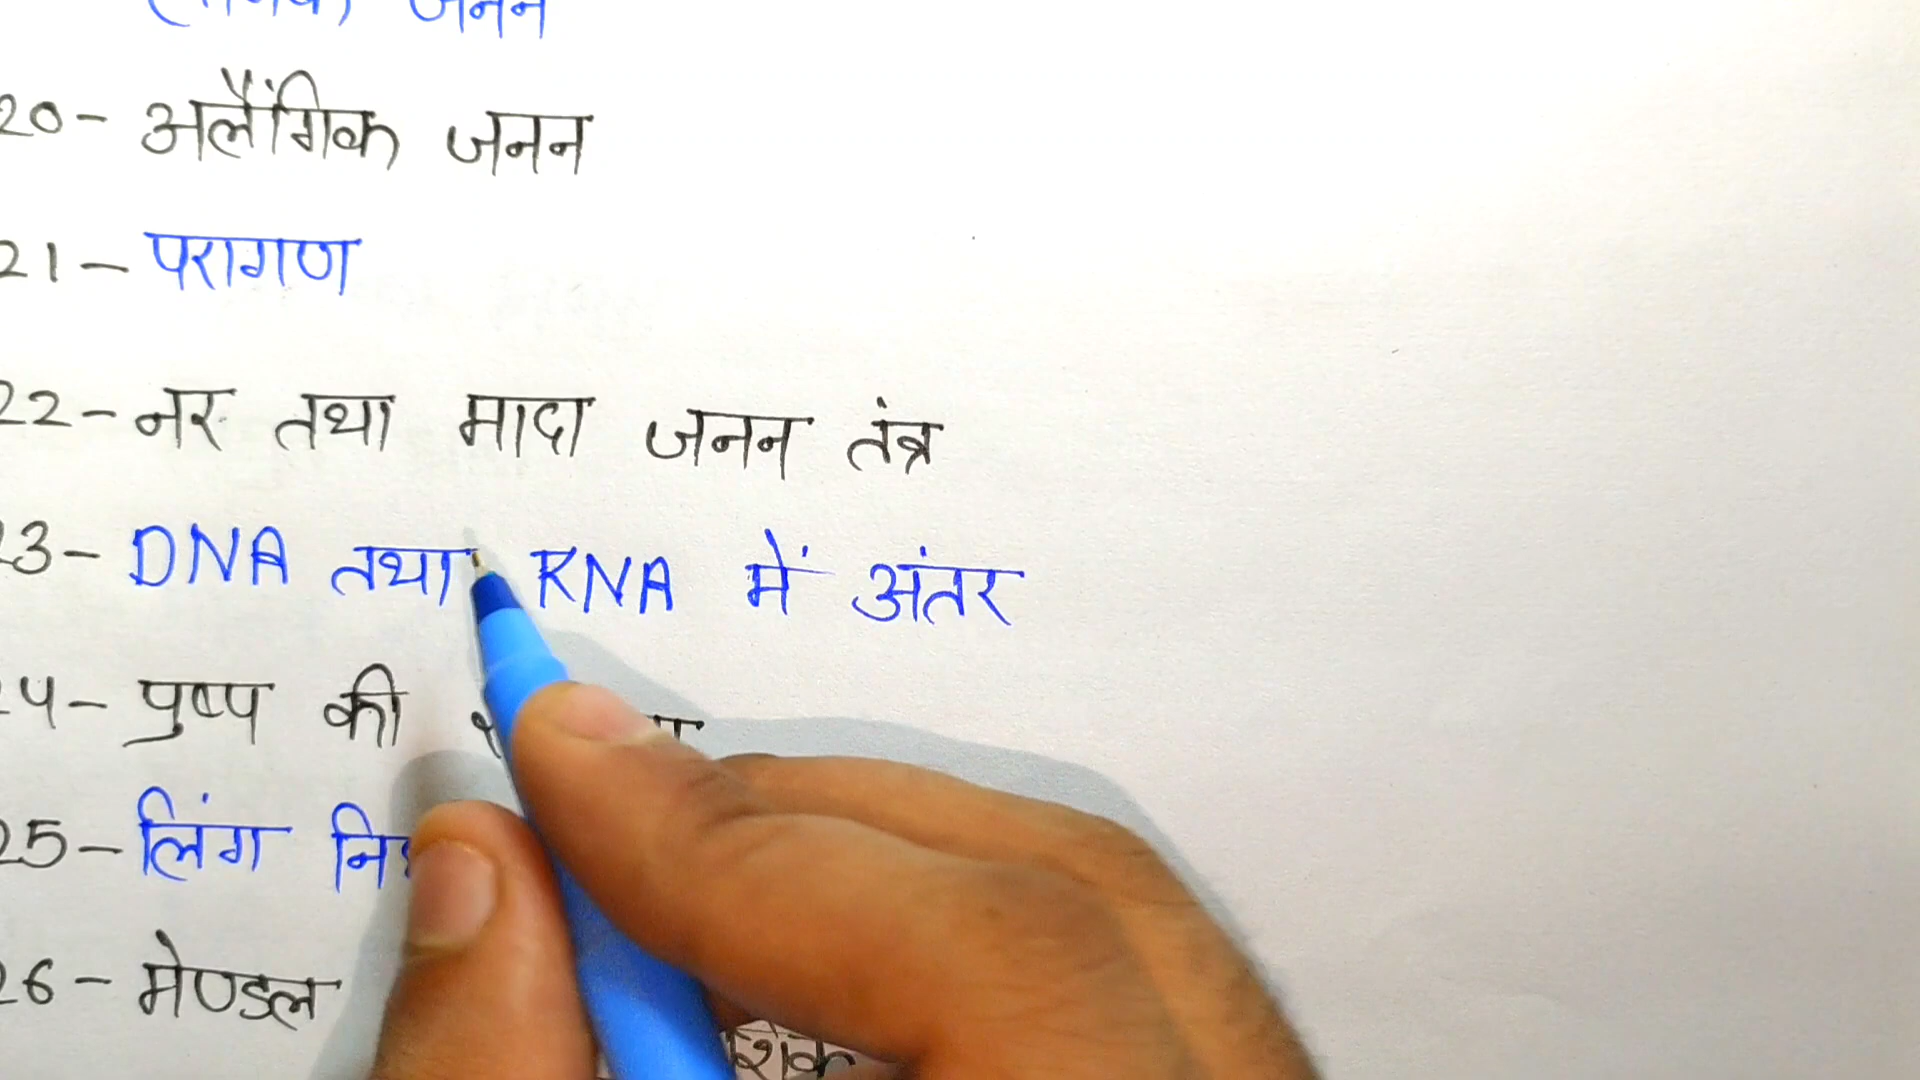 जनन
20- अलैंगिक जनन
21- परागण
22- नर तथा मादा जनन तंत्र
23- DNA तथा RNA में अंतर
24- पुष्प की
25- लिंग
26- मेण्डल